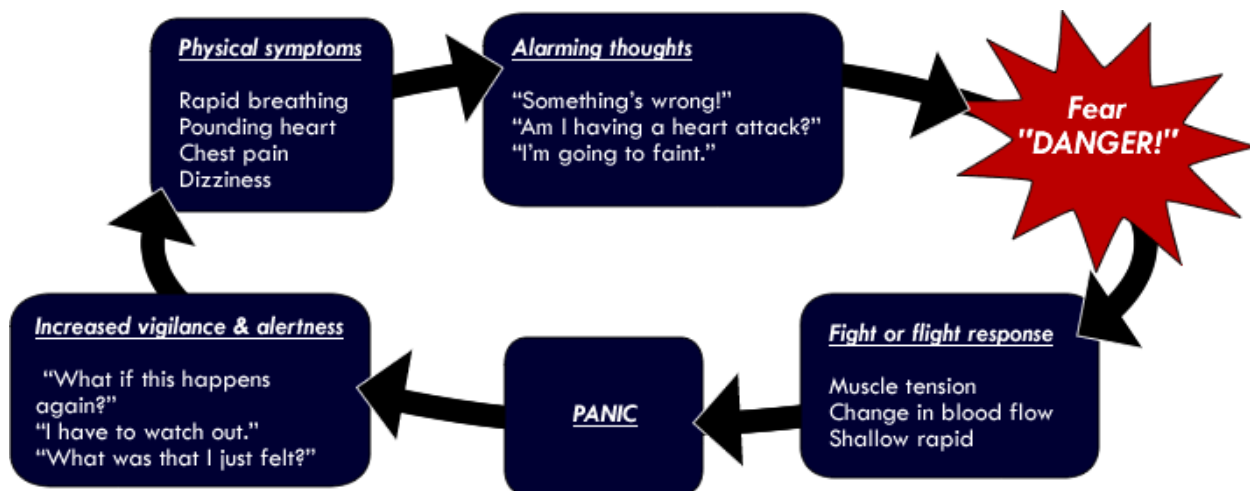 Physical symptoms
Rapid breathing
Pounding heart
Chest pain
Dizziness
Alarming thoughts
“Something’s wrong!”
“Am I having a heart attack?”
“I’m going to faint.”
Fear
"DANGER!"
Fight or flight response
Muscle tension
Change in blood flow
Shallow rapid
PANIC
Increased vigilance & alertness
“What if this happens
again?”
“I have to watch out.”
“What was that I just felt?”